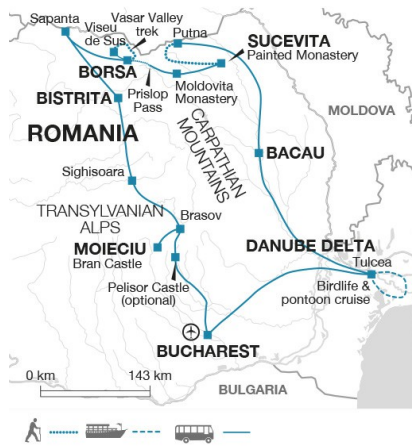 Sapanta
Viseu
de Sus
Vasar Valley
trek
Putna
SUCEVITA
Painted Monastery
BORSA
BISTRITA
Prislop
Pass
Moldovita
Monastery
MOLDOVA
ROMANIA
CARPATHIAN
MOUNTAINS
BACAU
Sighisoara
TRANSYLVANIAN
ALPS
Brasov
MOIECIU
Bran Castle
DANUBE DELTA
Tulcea
Birdlife &
pontoon cruise
Pelisor Castle
(optional)
BUCHAREST
0 km
143 km
BULGARIA